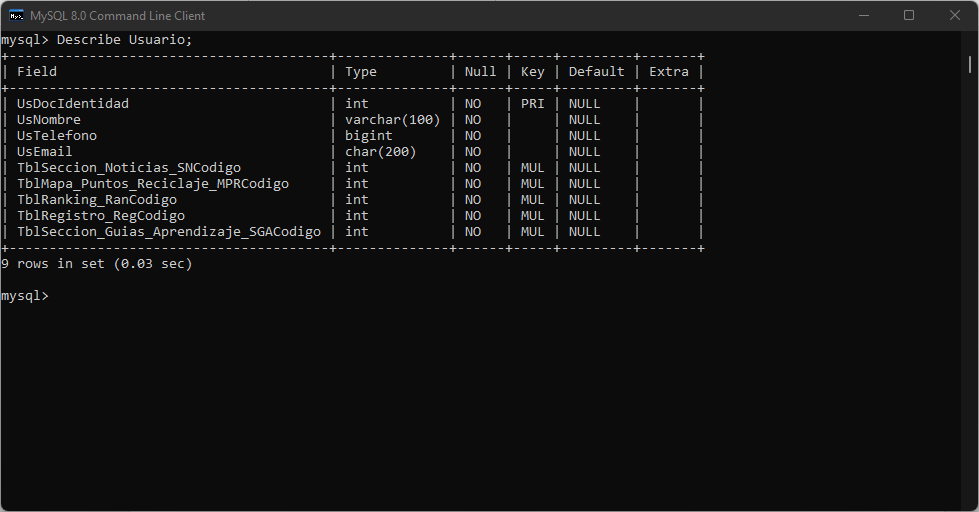 MySQL 8.0 Command Line Client
mysql> Describe Usuario;
+----------------------------------------+--------------+------+-----+---------+-------+
| Field                                  | Type         | Null | Key | Default | Extra |
+----------------------------------------+--------------+------+-----+---------+-------+
| UsDocIdentidad                         | int          | NO   | PRI | NULL    |       |
| UsNombre                               | varchar(100) | NO   |     | NULL    |       |
| UsTelefono                             | bigint       | NO   |     | NULL    |       |
| UsEmail                                | char(200)    | NO   |     | NULL    |       |
| TblSeccion_Noticias_SNCodigo           | int          | NO   | MUL | NULL    |       |
| TblMapa_Puntos_Reciclaje_MPRCodigo     | int          | NO   | MUL | NULL    |       |
| TblRanking_RanCodigo                   | int          | NO   | MUL | NULL    |       |
| TblRegistro_RegCodigo                  | int          | NO   | MUL | NULL    |       |
| TblSeccion_Guias_Aprendizaje_SGACodigo | int          | NO   | MUL | NULL    |       |
+----------------------------------------+--------------+------+-----+---------+-------+
9 rows in set (0.03 sec)
mysql>